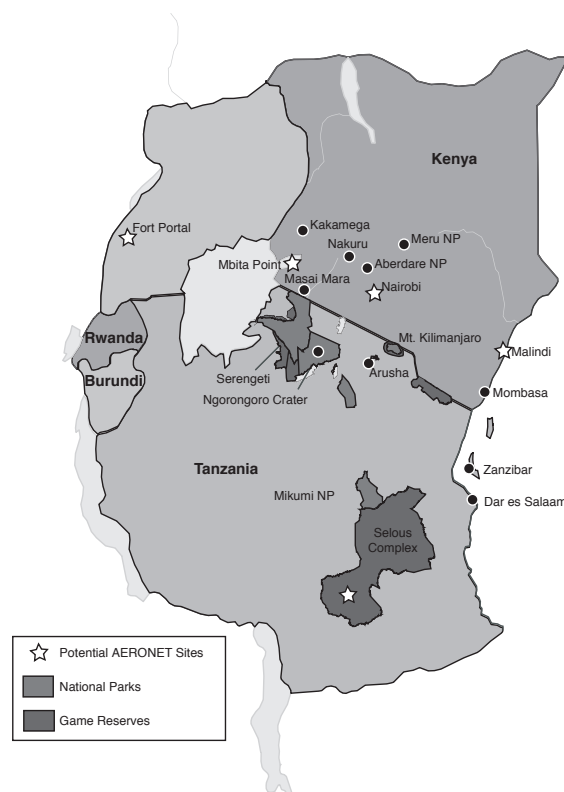 Kenya
Kakamega
Fort Portal
Meru NP
Nakuru
Mbita Point
Aberdare NP
Masai Mara
Nairobi
Rwanda
Mt. Kilimanjaro
Malindi
Burundi
Serengeti
Arusha
Mombasa
Ngorongoro Crater
Tanzania
Zanzibar
Mikumi NP
Dar es Salaam
Selous
Complex
Potential AERONET Sites
National Parks
Game Reserves